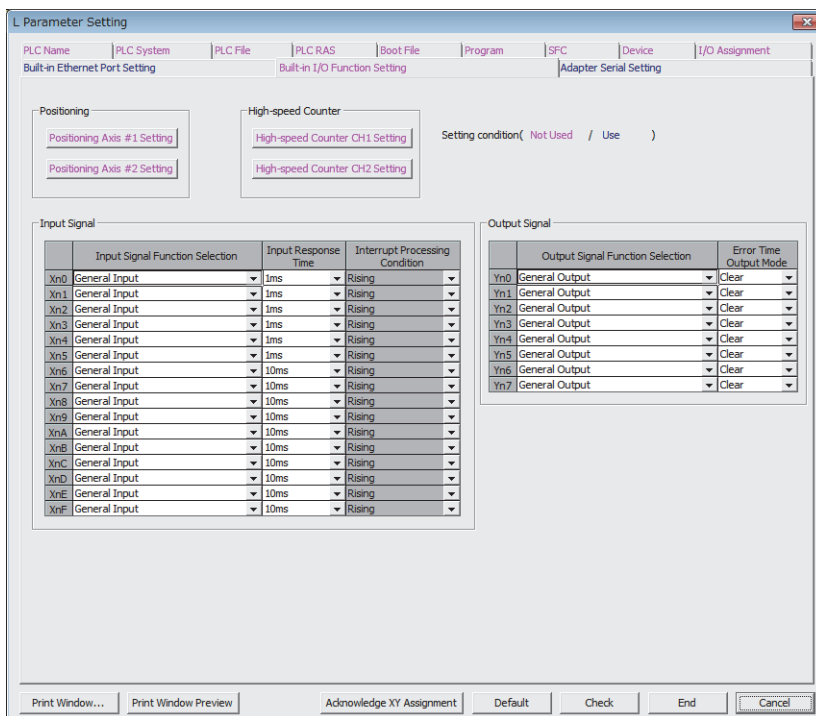 L Parameter Setting
PLC Name PLC System PLC File PLC RAS Boot File Program SFC Device I/O Assignment
Built-in Ethernet Port Setting Built-in I/O Function Setting Adapter Serial Setting
Positioning High-speed Counter
Positioning Axis #1 Setting High-speed Counter CH1 Setting Setting condition( Not Used / Use )
Positioning Axis #2 Setting High-speed Counter CH2 Setting
Input Signal Output Signal
Input Signal Function Selection Input Response Time Interrupt Processing Condition Output Signal Function Selection Error Time Output Mode
Xn0 General Input 1ms Rising Yn0 General Output Clear
Xn1 General Input 1ms Rising Yn1 General Output Clear
Xn2 General Input 1ms Rising Yn2 General Output Clear
Xn3 General Input 1ms Rising Yn3 General Output Clear
Xn4 General Input 1ms Rising Yn4 General Output Clear
Xn5 General Input 1ms Rising Yn5 General Output Clear
Xn6 General Input 10ms Rising Yn6 General Output Clear
Xn7 General Input 10ms Rising Yn7 General Output Clear
Xn8 General Input 10ms Rising
Xn9 General Input 10ms Rising
XnA General Input 10ms Rising
XnB General Input 10ms Rising
XnC General Input 10ms Rising
XnD General Input 10ms Rising
XnE General Input 10ms Rising
XnF General Input 10ms Rising
Print Window... Print Window Preview Acknowledge XY Assignment Default Check End Cancel